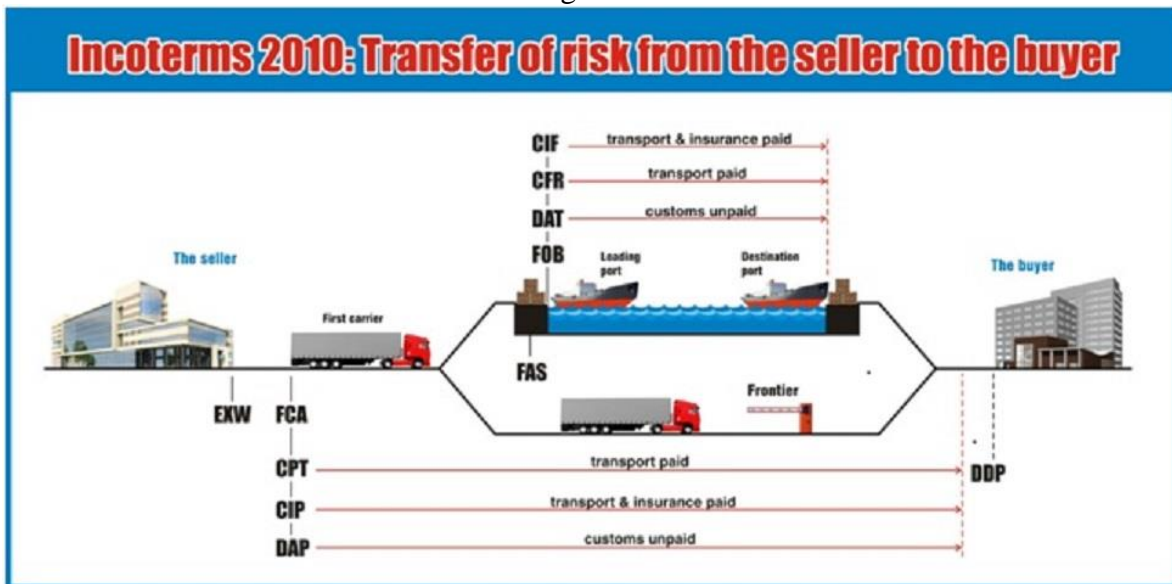 Incoterms 2010: Transfer of risk from the seller to the buyer
CIF transport & insurance paid
CFR transport paid
DAT customs unpaid
FOB
Loading
port
Destination
port
The seller
The buyer
First carrier
FAS
Frontier
EXW FCA
CPT transport paid
DDP
CIP transport & insurance paid
DAP customs unpaid